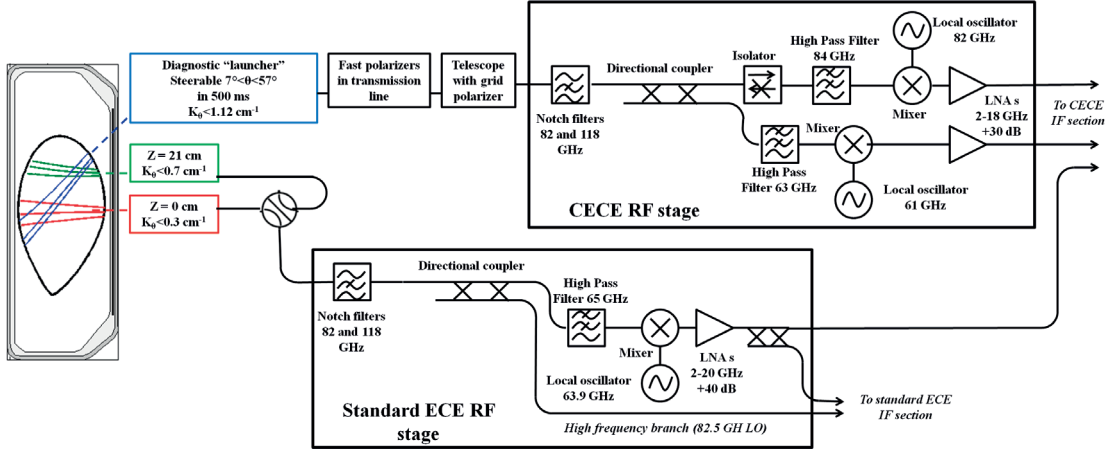 Diagnostic “launcher”
Steerable 7°<θ<57°
in 500 ms
Kθ<1.12 cm-1
Fast polarizers
in transmission
line
Telescope
with grid
polarizer
Z = 21 cm
Kθ<0.7 cm-1
Z = 0 cm
Kθ<0.3 cm-1
Notch filters
82 and 118
GHz
Directional coupler
Isolator
High Pass Filter
84 GHz
Local oscillator
82 GHz
Mixer
LNA s
2-18 GHz
+30 dB
To CECE
IF section
Mixer
High Pass
Filter 63 GHz
Local oscillator
61 GHz
CECE RF stage
Notch filters
82 and 118
GHz
Directional coupler
High Pass
Filter 65 GHz
Mixer
Local oscillator
63.9 GHz
LNA s
2-20 GHz
+40 dB
To standard ECE
IF section
Standard ECE RF
stage
High frequency branch (82.5 GH LO)